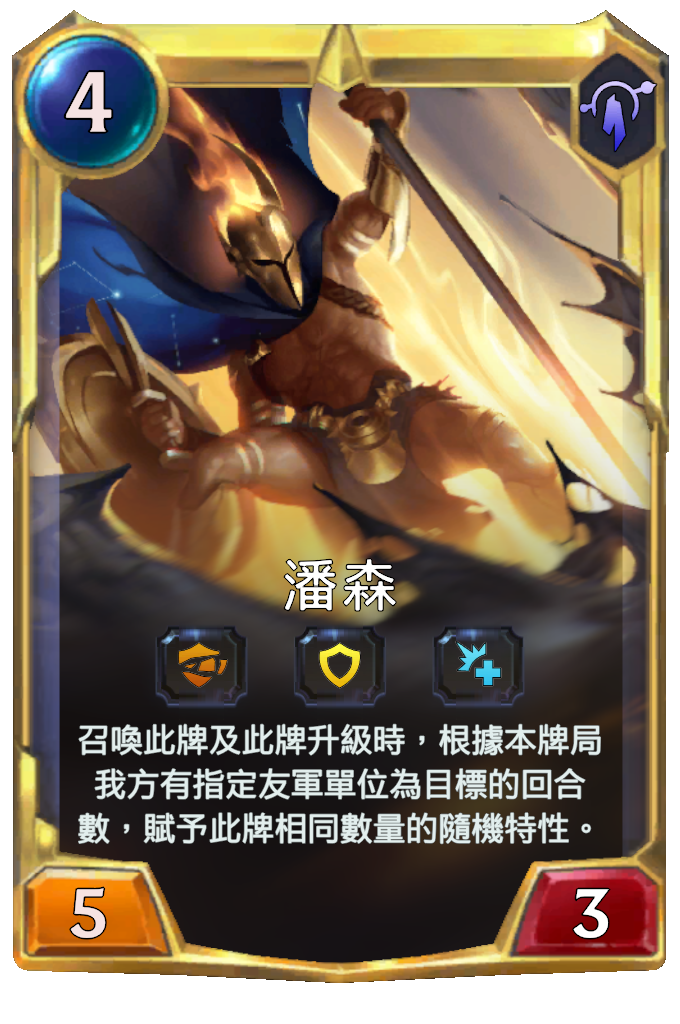 4
潘森
召喚此牌及此牌升級時，根據本牌局
我方有指定友軍單位為目標的回合
數，賦予此牌相同數量的隨機特性。
5
3